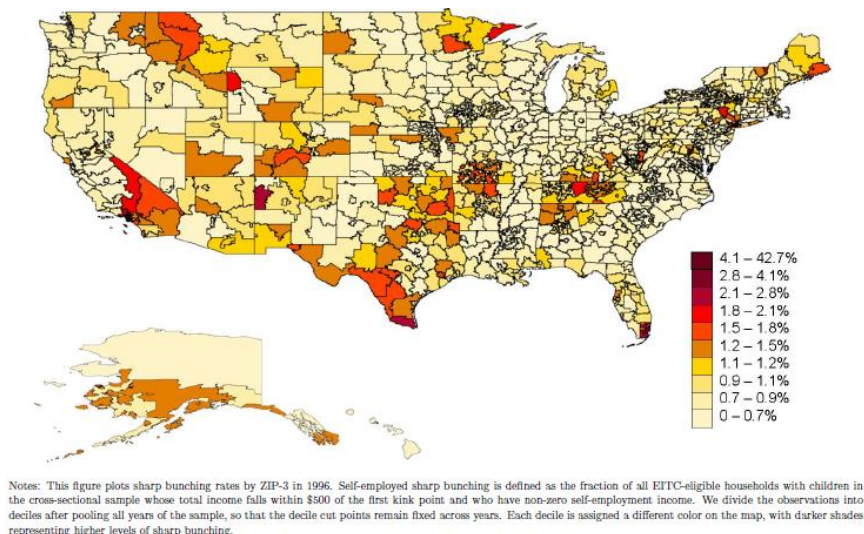 4.1 – 42.7%
2.8 – 4.1%
2.1 – 2.8%
1.8 – 2.1%
1.5 – 1.8%
1.2 – 1.5%
1.1 – 1.2%
0.9 – 1.1%
0.7 – 0.9%
0 – 0.7%
Notes: This figure plots sharp bunching rates by ZIP-3 in 1996. Self-employed sharp bunching is defined as the fraction of all EITC-eligible households with children in
the cross-sectional sample whose total income falls within $500 of the first kink point and who have non-zero self-employment income. We divide the observations into
deciles after pooling all years of the sample, so that the decile cut points remain fixed across years. Each decile is assigned a different color on the map, with darker shades
representing higher levels of sharp bunching.